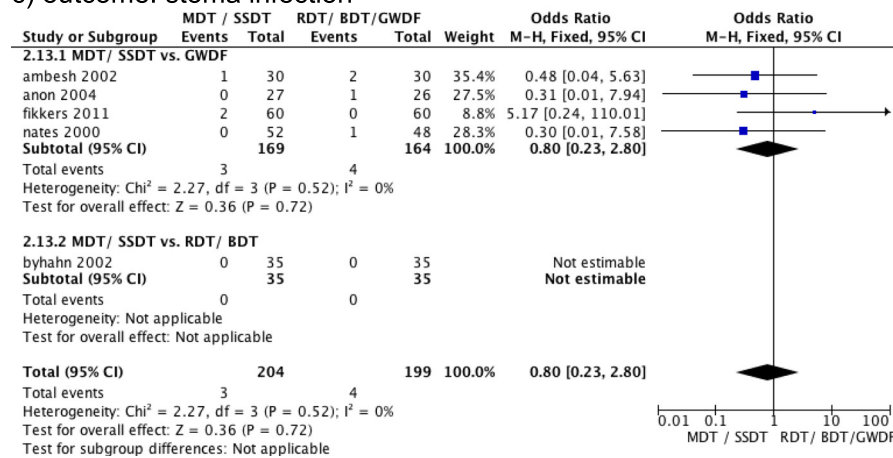 c) outcome: stoma infection
MDT / SSDT RDT/ BDT/GWDF Odds Ratio Odds Ratio
Study or Subgroup Events Total Events Total Weight M-H, Fixed, 95% CI M-H, Fixed, 95% CI
2.13.1 MDT/ SSDT vs. GWDF
ambesh 2002 1 30 2 30 35.4% 0.48 [0.04, 5.63]
anon 2004 0 27 1 26 27.5% 0.31 [0.01, 7.94]
fikkers 2011 2 60 0 60 8.8% 5.17 [0.24, 110.01]
nates 2000 0 52 1 48 28.3% 0.30 [0.01, 7.58]
Subtotal (95% CI) 169 164 100.0% 0.80 [0.23, 2.80]
Total events 3 4
Heterogeneity: Chi² = 2.27, df = 3 (P = 0.52); I² = 0%
Test for overall effect: Z = 0.36 (P = 0.72)
2.13.2 MDT/ SSDT vs. RDT/ BDT
byhahn 2002 0 35 0 35 Not estimable
Subtotal (95% CI) 35 35 Not estimable
Total events 0 0
Heterogeneity: Not applicable
Test for overall effect: Not applicable
Total (95% CI) 204 199 100.0% 0.80 [0.23, 2.80]
Total events 3 4
Heterogeneity: Chi² = 2.27, df = 3 (P = 0.52); I² = 0%
Test for overall effect: Z = 0.36 (P = 0.72)
Test for subgroup differences: Not applicable
0.01 0.1 1 10 100
MDT / SSDT RDT/ BDT/GWDF